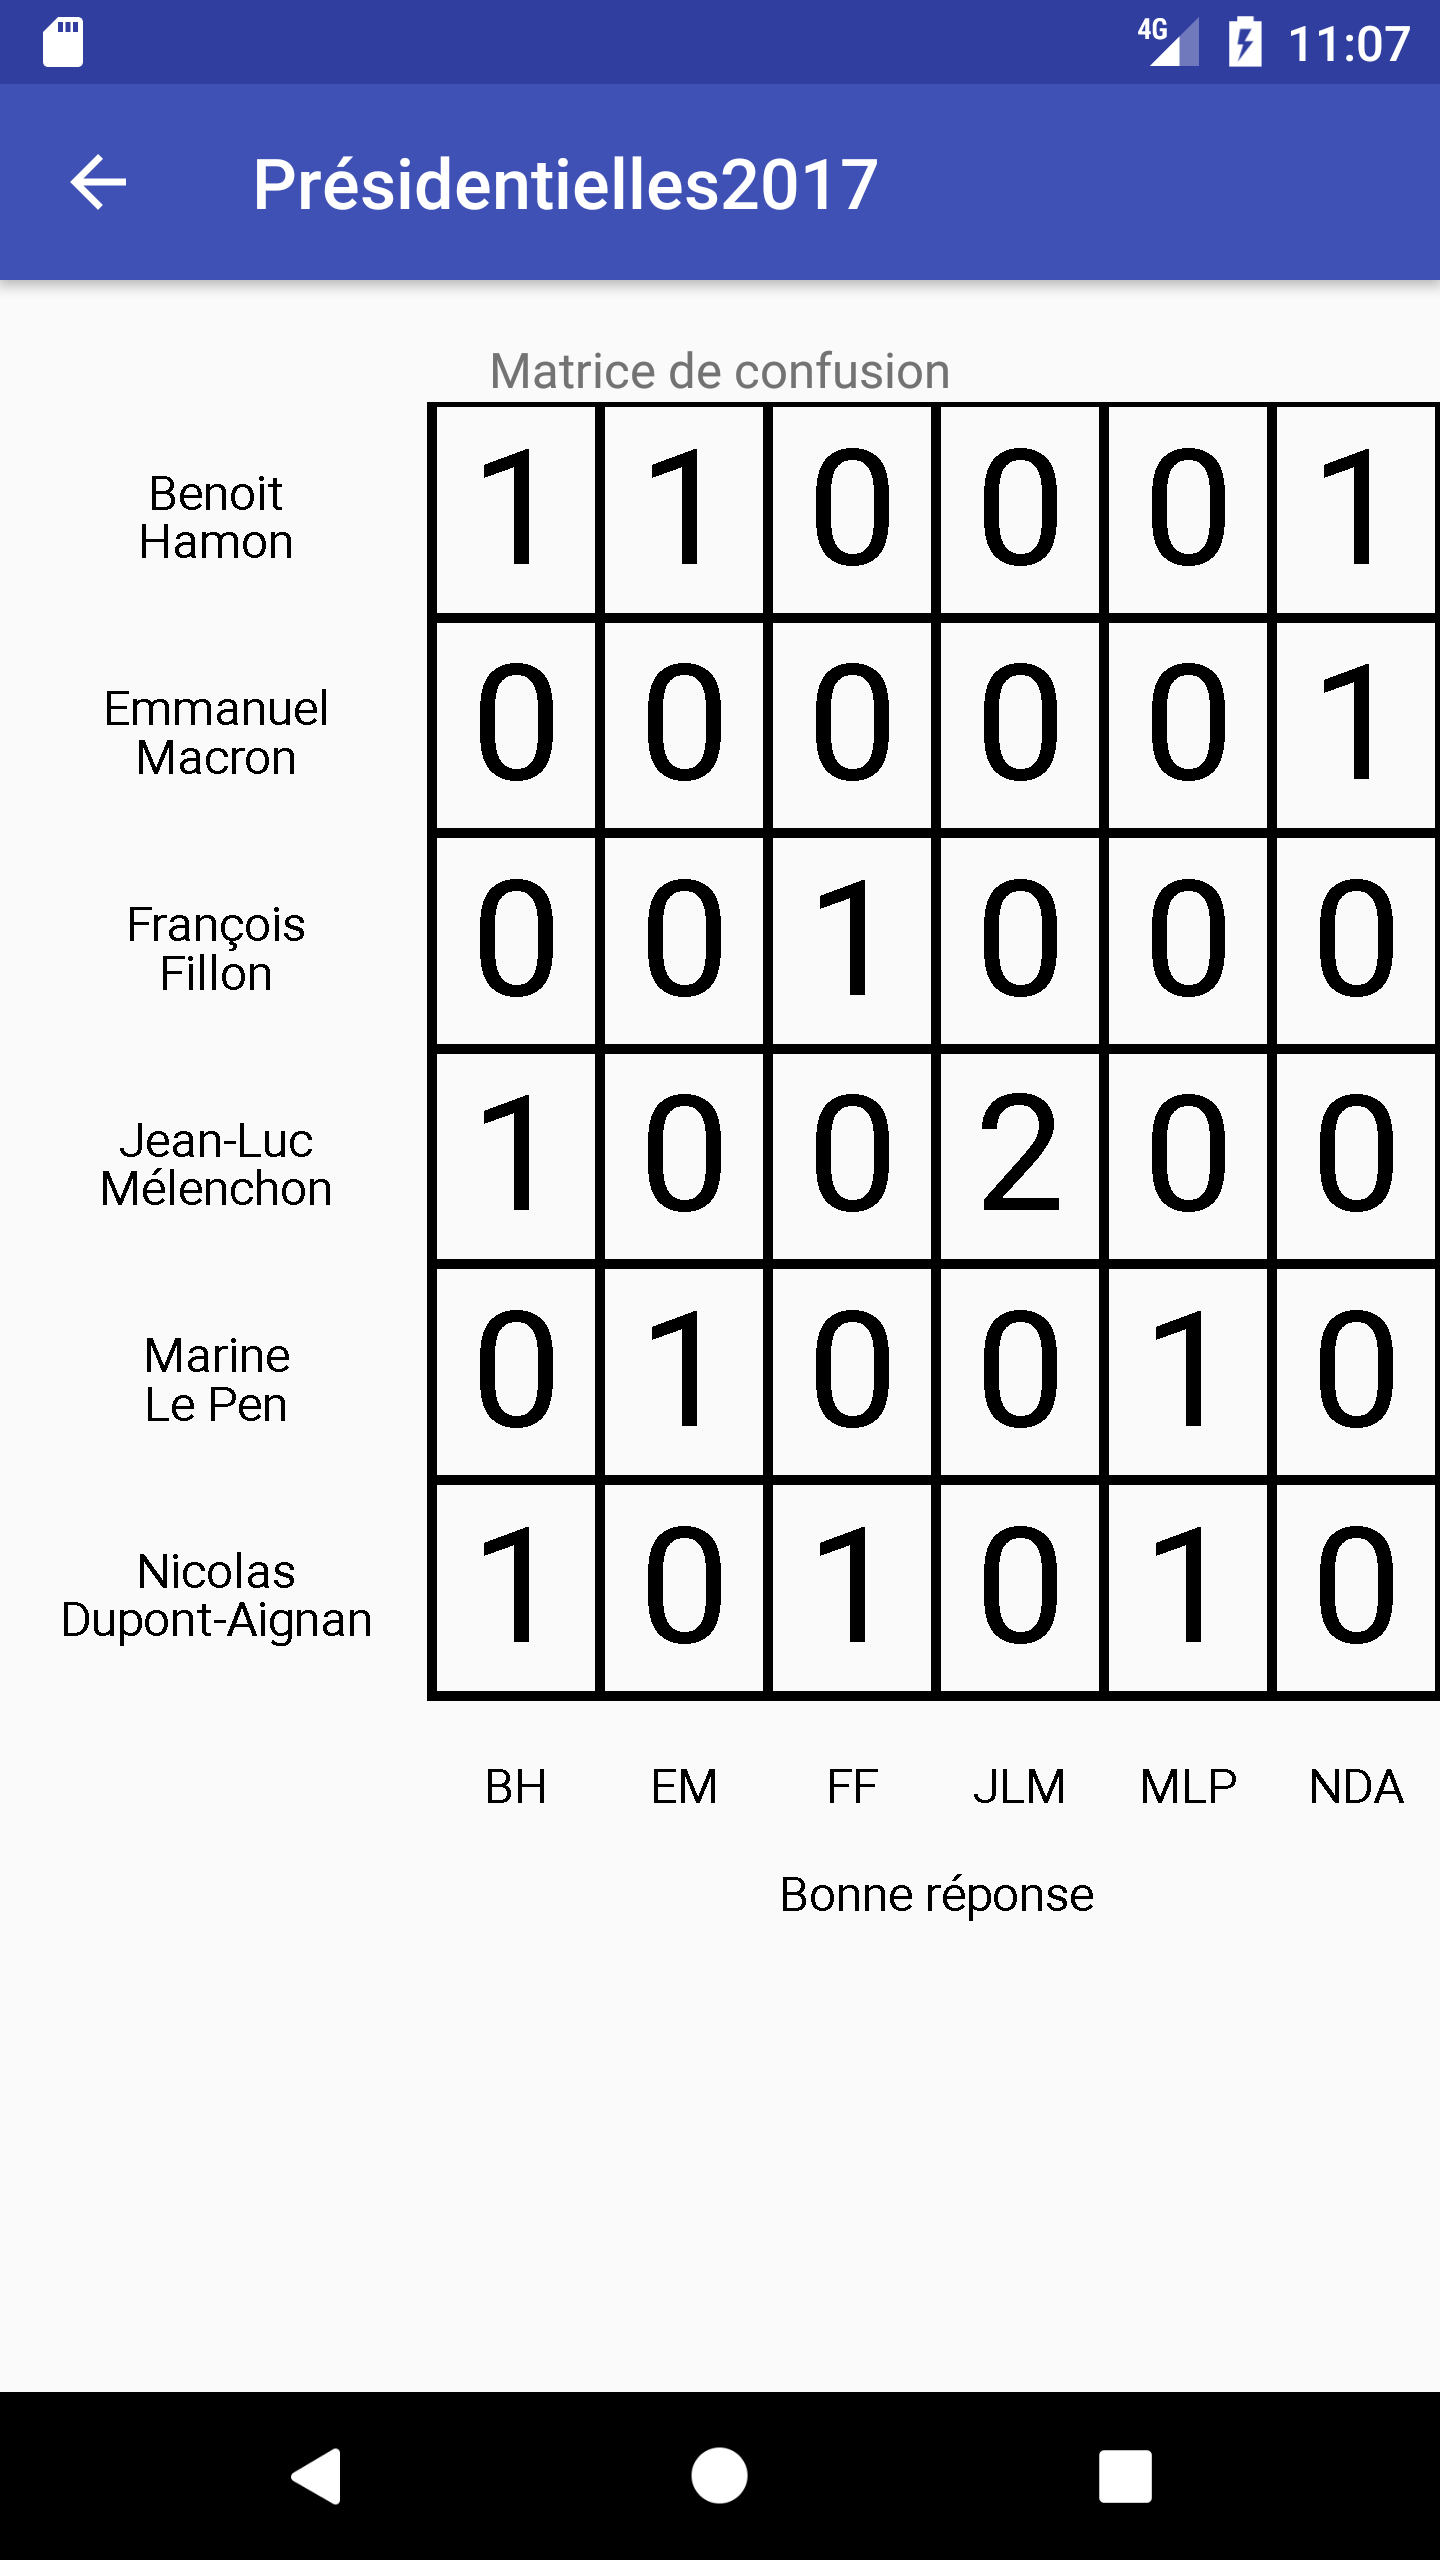 4G 11:07
Présidentielles2017
Matrice de confusion
Benoit
Hamon
1 1 0 0 0 1
Emmanuel
Macron
0 0 0 0 0 1
François
Fillon
0 0 1 0 0 0
Jean-Luc
Mélenchon
1 0 0 2 0 0
Marine
Le Pen
0 1 0 0 1 0
Nicolas
Dupont-Aignan
1 0 1 0 1 0
BH EM FF JLM MLP NDA
Bonne réponse